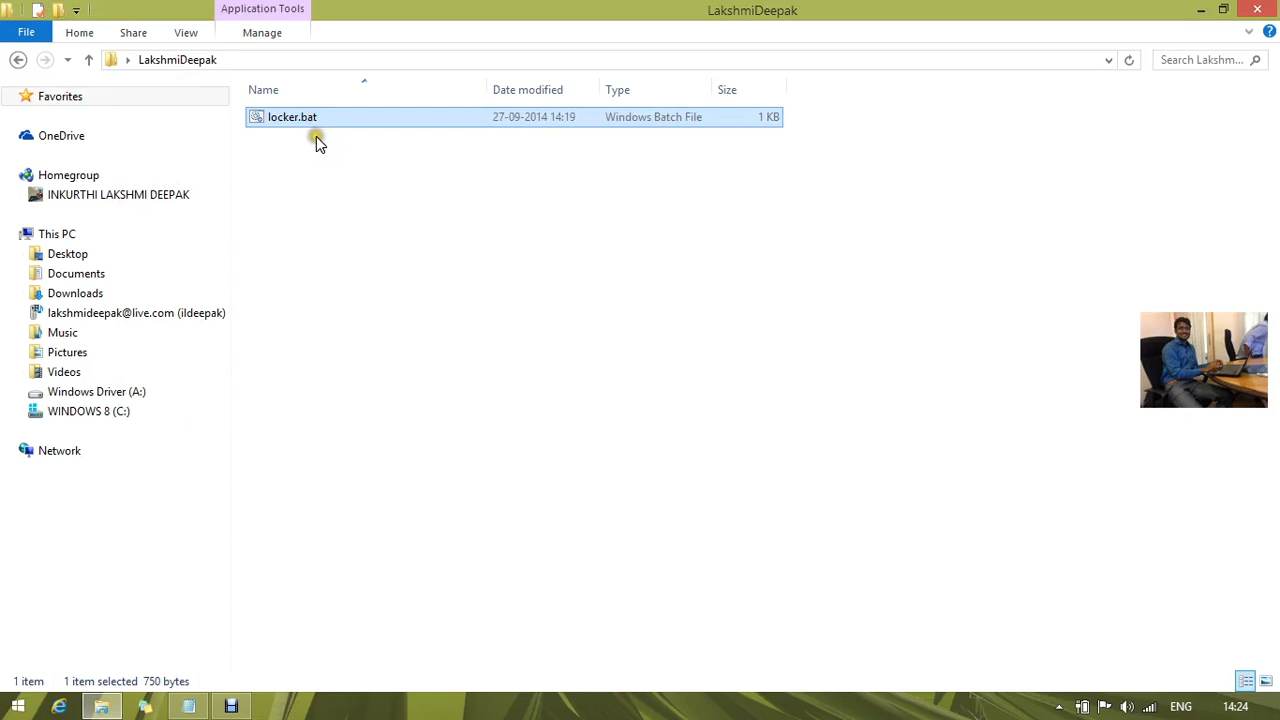 Application Tools
LakshmiDeepak
File
Home
Share
View
Manage
LakshmiDeepak
Search Lakshm...
Name
Date modified
Type
Size
locker.bat
27-09-2014 14:19
Windows Batch File
1 KB
Favorites
OneDrive
Homegroup
INKURTHI LAKSHMI DEEPAK
This PC
Desktop
Documents
Downloads
lakshmideepak@live.com (ildeepak)
Music
Pictures
Videos
Windows Driver (A:)
WINDOWS 8 (C:)
Network
1 item
1 item selected 750 bytes
ENG
14:24